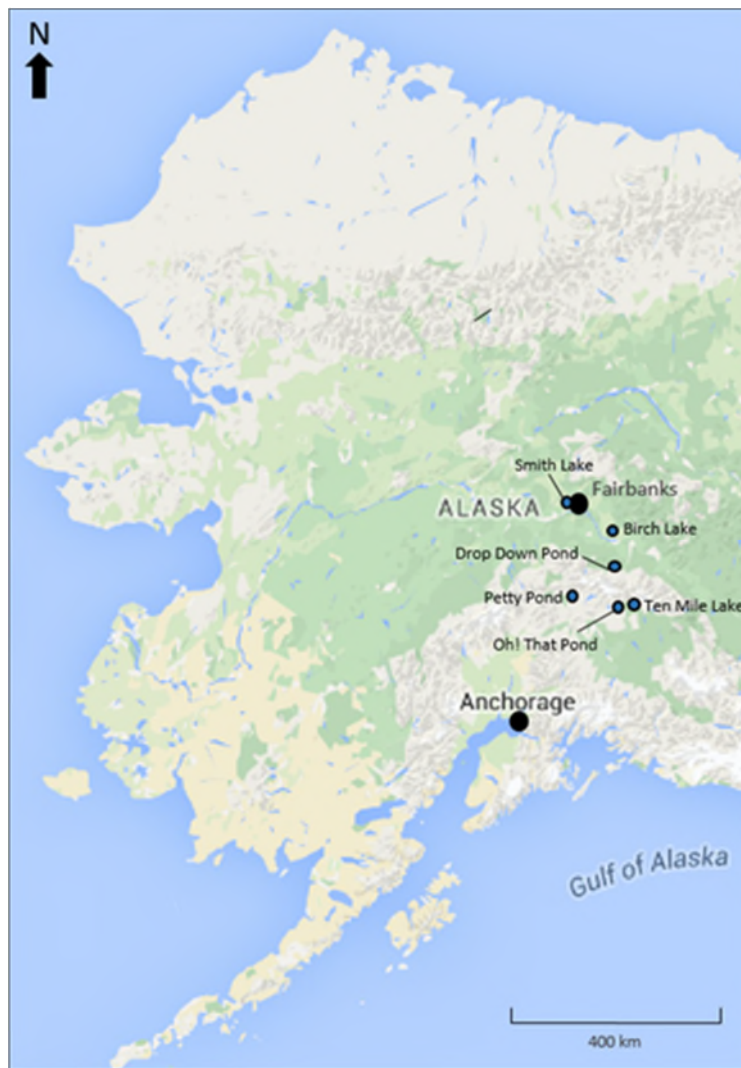 N
Smith Lake
Fairbanks
ALASKA
Birch Lake
Drop Down Pond
Petty Pond
Ten Mile Lake
Oh! That Pond
Anchorage
Gulf of Alaska
400 km